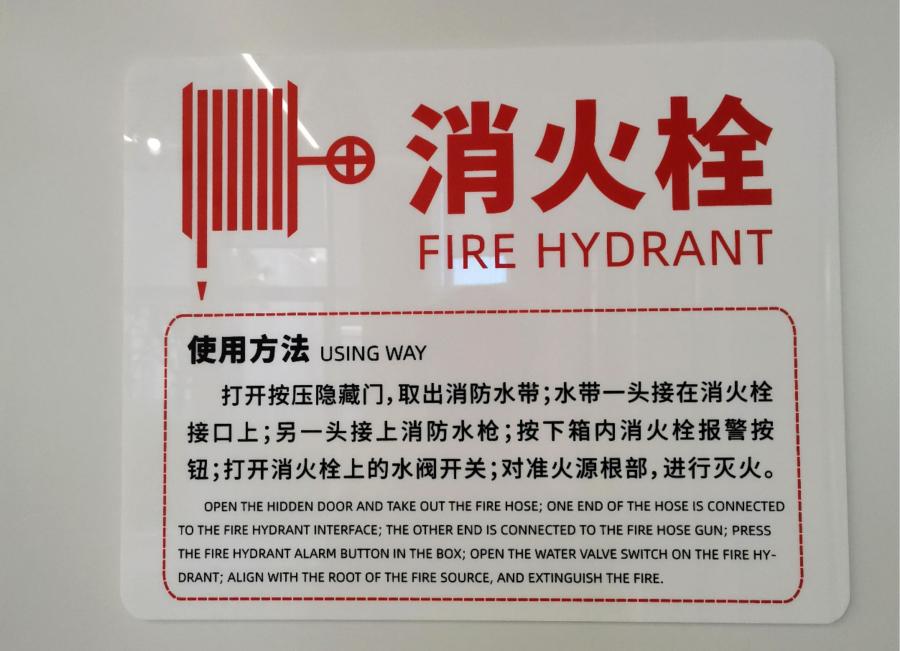 消火栓
FIRE HYDRANT
使用方法 USING WAY
打开按压隐藏门,取出消防水带;水带一头接在消火栓
接口上;另一头接上消防水枪;按下箱内消火栓报警按
钮;打开消火栓上的水阀开关;对准火源根部,进行灭火。
OPEN THE HIDDEN DOOR AND TAKE OUT THE FIRE HOSE; ONE END OF THE HOSE IS CONNECTED
TO THE FIRE HYDRANT INTERFACE; THE OTHER END IS CONNECTED TO THE FIRE HOSE GUN; PRESS
THE FIRE HYDRANT ALARM BUTTON IN THE BOX; OPEN THE WATER VALVE SWITCH ON THE FIRE HY-
DRANT; ALIGN WITH THE ROOT OF THE FIRE SOURCE, AND EXTINGUISH THE FIRE.